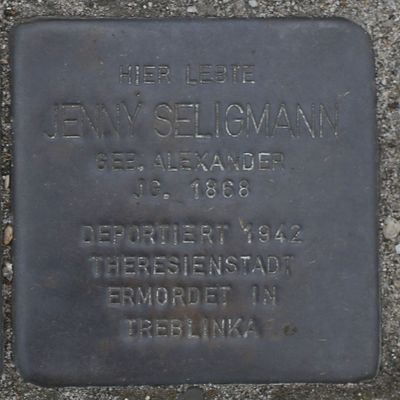 HIER LEBTE
JENNY SELIGMANN
GEB. ALEXANDER
JG. 1868
DEPORTIERT 1942
THERESIENSTADT
ERMORDET IN
TREBLINKA